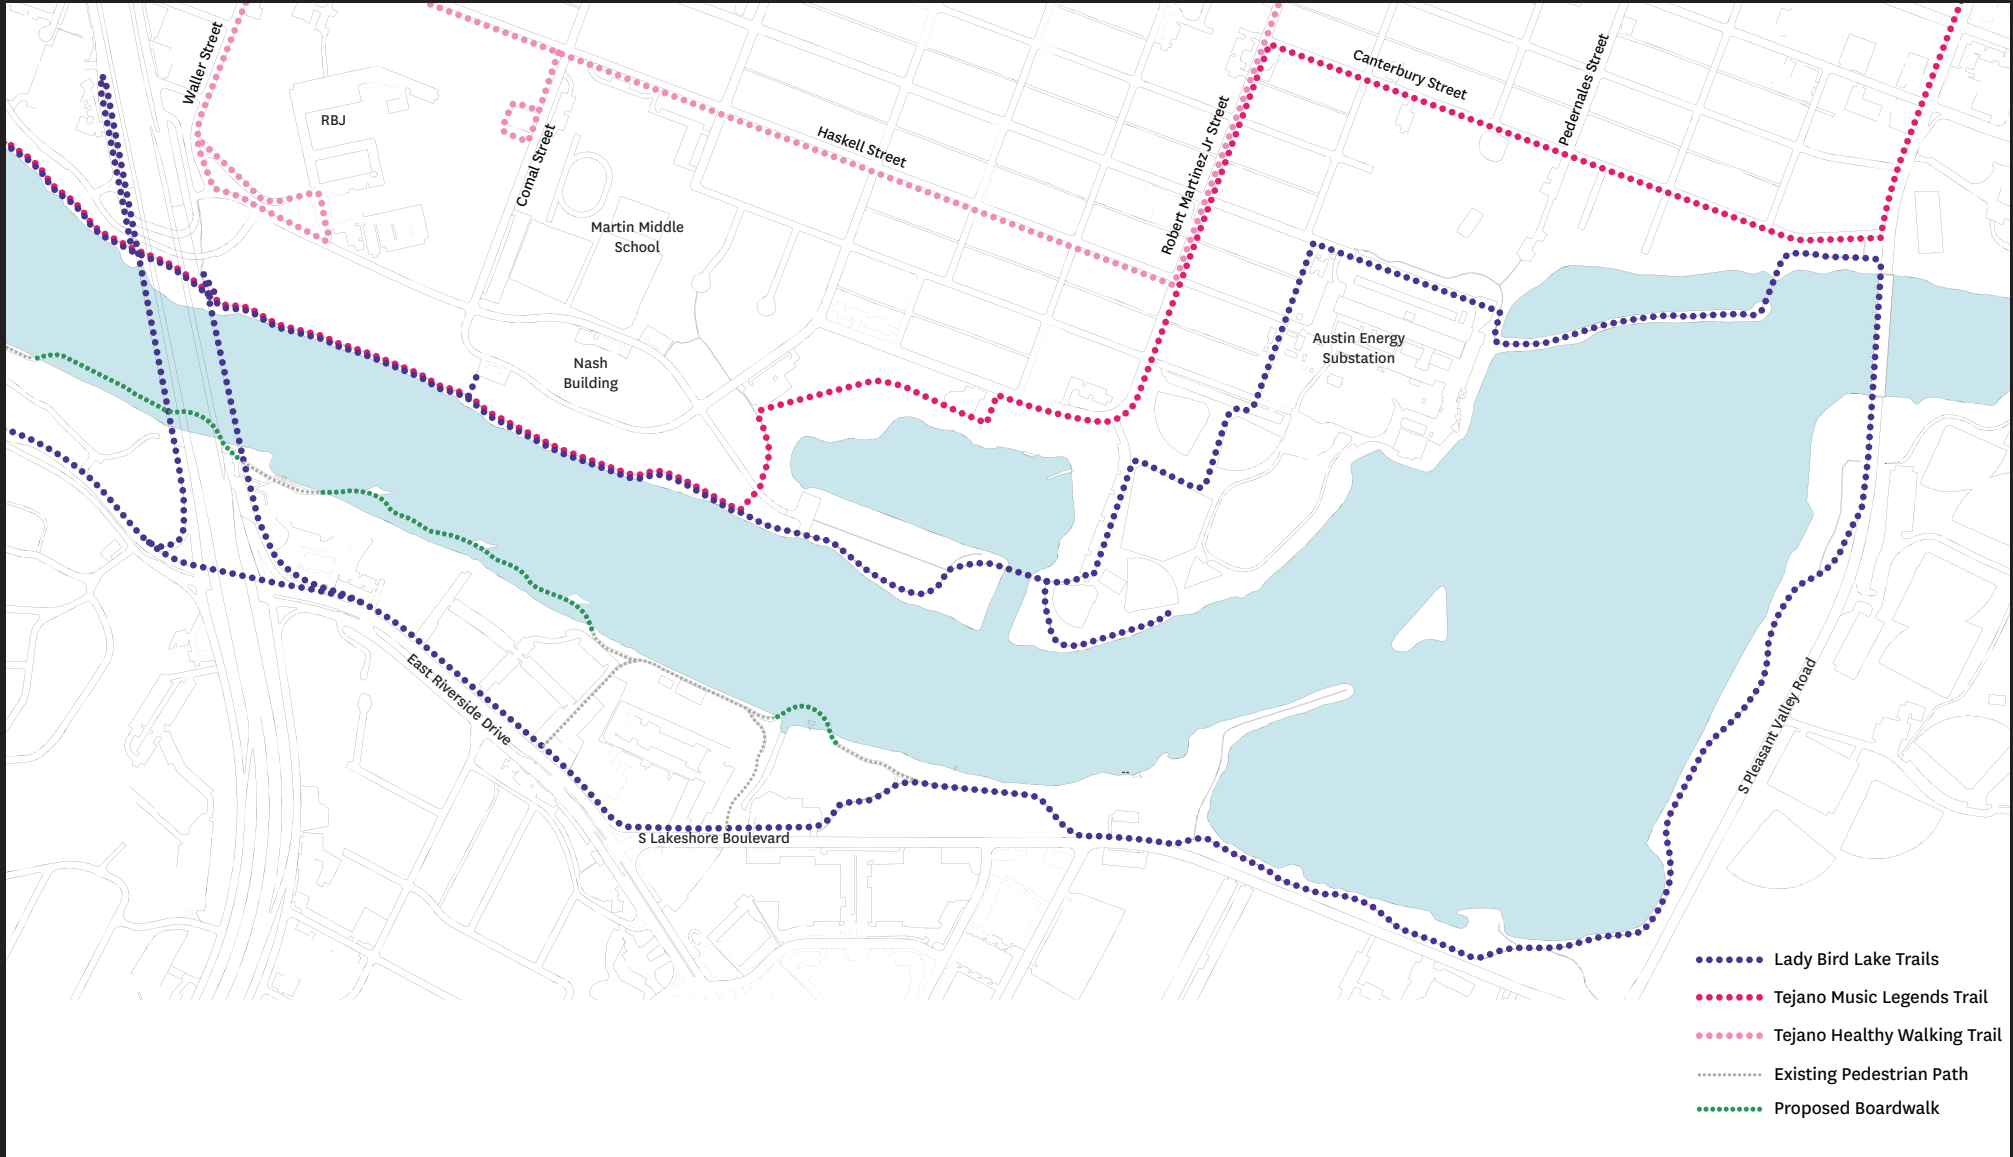 Waller Street
RBJ
Comal Street
Haskell Street
Martin Middle
School
Robert Martinez Jr Street
Canterbury Street
Pedernales Street
Austin Energy
Substation
Nash
Building
East Riverside Drive
S Lakeshore Boulevard
S Pleasant Valley Road
Lady Bird Lake Trails
Tejano Music Legends Trail
Tejano Healthy Walking Trail
Existing Pedestrian Path
Proposed Boardwalk